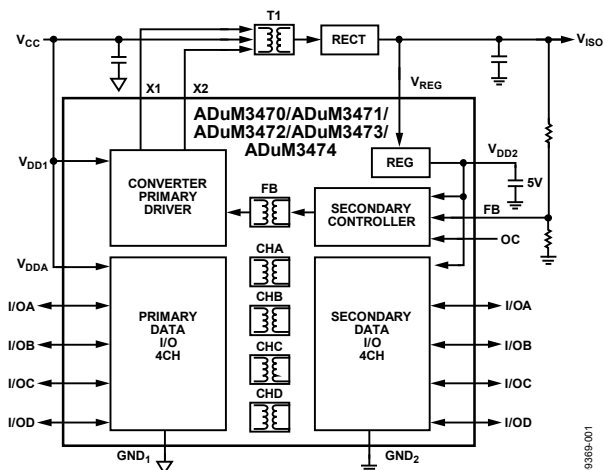 T1
VCC
RECT
VISO
X1
X2
VREG
ADuM3470/ADuM3471/
ADuM3472/ADuM3473/
ADuM3474
VDD1
REG
VDD2
CONVERTER
PRIMARY
DRIVER
FB
SECONDARY
CONTROLLER
5V
FB
OC
VDDA
CHA
I/OA
PRIMARY
DATA
I/O
4CH
CHB
SECONDARY
DATA
I/O
4CH
I/OA
I/OB
I/OB
I/OC
CHC
I/OC
I/OD
CHD
I/OD
GND1
GND2
9369-001